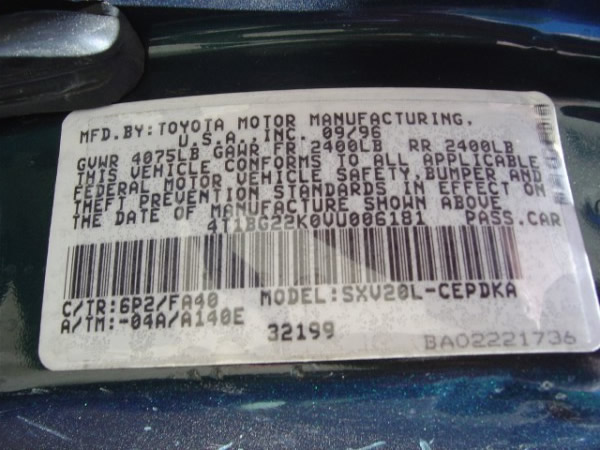 MFD.BY:TOYOTA MOTOR MANUFACTURING,
U.S.A., INC. 09/96
GVWR 4075LB GAWR FR 2400LB RR 2400LB
THIS VEHICLE CONFORMS TO ALL APPLICABLE
FEDERAL MOTOR VEHICLE SAFETY,BUMPER AND
THEFT PREVENTION STANDARDS IN EFFECT ON
THE DATE OF MANUFACTURE SHOWN ABOVE
4T1BG22K0VU006181 PASS.CAR
C/TR:6P2/FA40 MODEL:SXV20L-CEPDKA
A/TM:-04A/A140E
32199 BA02221736